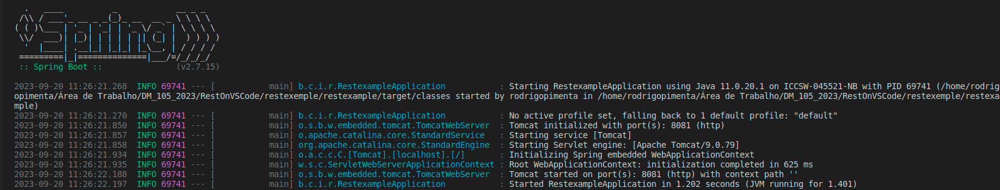 .   ____          _            __ _ _
 /\\ / ___'_ __ _ _(_)_ __  __ _ \ \ \ \
( ( )\___ | '_ | '_| | '_ \/ _` | \ \ \ \
 \\/  ___)| |_)| | | | | || (_| |  ) ) ) )
  '  |____| .__|_| |_|_| |_\__, | / / / /
 =========|_|==============|___/=/_/_/_/
 :: Spring Boot ::               (v2.7.15)
2023-09-20 11:26:21.268  INFO 69741 --- [           main] b.c.i.r.RestexampleApplication           : Starting RestexampleApplication using Java 11.0.20.1 on ICCSW-045521-NB with PID 69741 (/home/rodrig
opimenta/Área de Trabalho/DM_105_2023/RestOnVSCode/restexemple/restexample/target/classes started by rodrigopimenta in /home/rodrigopimenta/Área de Trabalho/DM_105_2023/RestOnVSCode/restexemple/restexa
mple)
2023-09-20 11:26:21.270  INFO 69741 --- [           main] b.c.i.r.RestexampleApplication           : No active profile set, falling back to 1 default profile: "default"
2023-09-20 11:26:21.850  INFO 69741 --- [           main] o.s.b.w.embedded.tomcat.TomcatWebServer  : Tomcat initialized with port(s): 8081 (http)
2023-09-20 11:26:21.857  INFO 69741 --- [           main] o.apache.catalina.core.StandardService   : Starting service [Tomcat]
2023-09-20 11:26:21.858  INFO 69741 --- [           main] org.apache.catalina.core.StandardEngine  : Starting Servlet engine: [Apache Tomcat/9.0.79]
2023-09-20 11:26:21.934  INFO 69741 --- [           main] o.a.c.c.C.[Tomcat].[localhost].[/]       : Initializing Spring embedded WebApplicationContext
2023-09-20 11:26:21.935  INFO 69741 --- [           main] w.s.c.ServletWebServerApplicationContext : Root WebApplicationContext: initialization completed in 625 ms
2023-09-20 11:26:22.188  INFO 69741 --- [           main] o.s.b.w.embedded.tomcat.TomcatWebServer  : Tomcat started on port(s): 8081 (http) with context path ''
2023-09-20 11:26:22.197  INFO 69741 --- [           main] b.c.i.r.RestexampleApplication           : Started RestexampleApplication in 1.202 seconds (JVM running for 1.401)